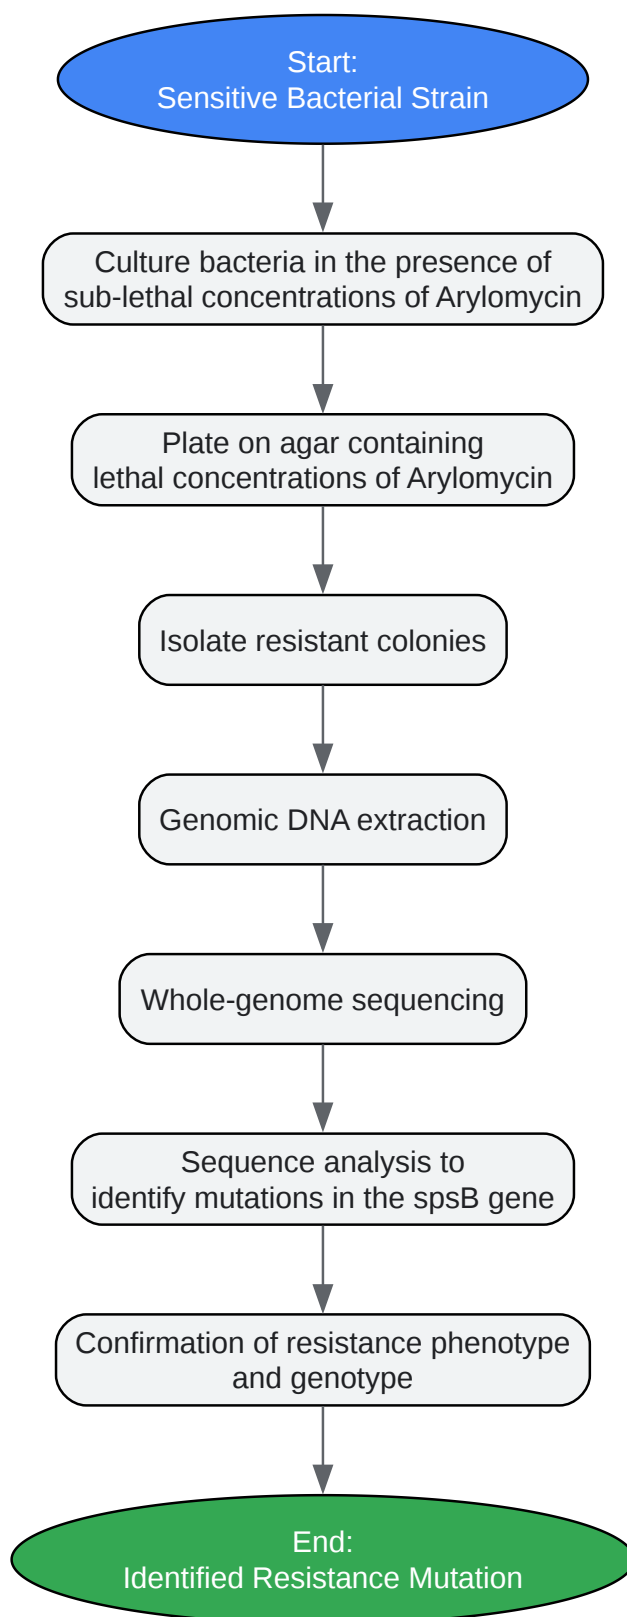 Start:
Sensitive Bacterial Strain
Culture bacteria in the presence of
sub-lethal concentrations of Arylomycin
Plate on agar containing
lethal concentrations of Arylomycin
Isolate resistant colonies
Genomic DNA extraction
Whole-genome sequencing
Sequence analysis to
identify mutations in the spsB gene
Confirmation of resistance phenotype
and genotype
End:
Identified Resistance Mutation